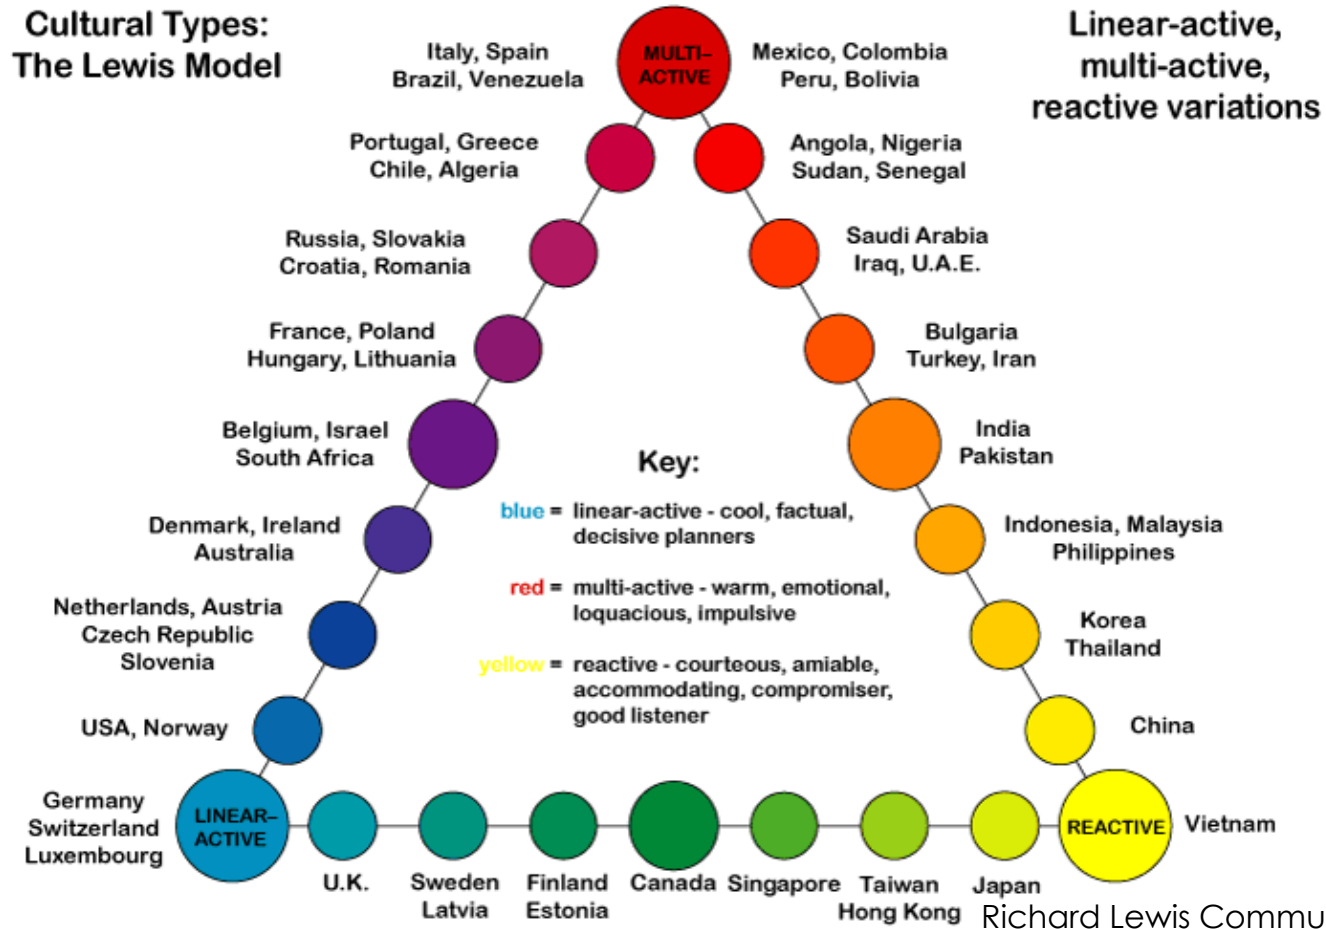 Cultural Types:
The Lewis Model
Linear-active,
multi-active,
reactive variations
MULTI-
ACTIVE
Italy, Spain
Brazil, Venezuela
Mexico, Colombia
Peru, Bolivia
Portugal, Greece
Chile, Algeria
Angola, Nigeria
Sudan, Senegal
Russia, Slovakia
Croatia, Romania
Saudi Arabia
Iraq, U.A.E.
France, Poland
Hungary, Lithuania
Bulgaria
Turkey, Iran
Belgium, Israel
South Africa
India
Pakistan
Denmark, Ireland
Australia
Indonesia, Malaysia
Philippines
Netherlands, Austria
Czech Republic
Slovenia
Korea
Thailand
USA, Norway
China
Key:
blue = linear-active - cool, factual,
decisive planners
red = multi-active - warm, emotional,
loquacious, impulsive
yellow = reactive - courteous, amiable,
accommodating, compromiser,
good listener
Germany
Switzerland
Luxembourg
LINEAR-
ACTIVE
REACTIVE
Vietnam
U.K.
Sweden
Latvia
Finland
Estonia
Canada
Singapore
Taiwan
Hong Kong
Japan
Richard Lewis Commu